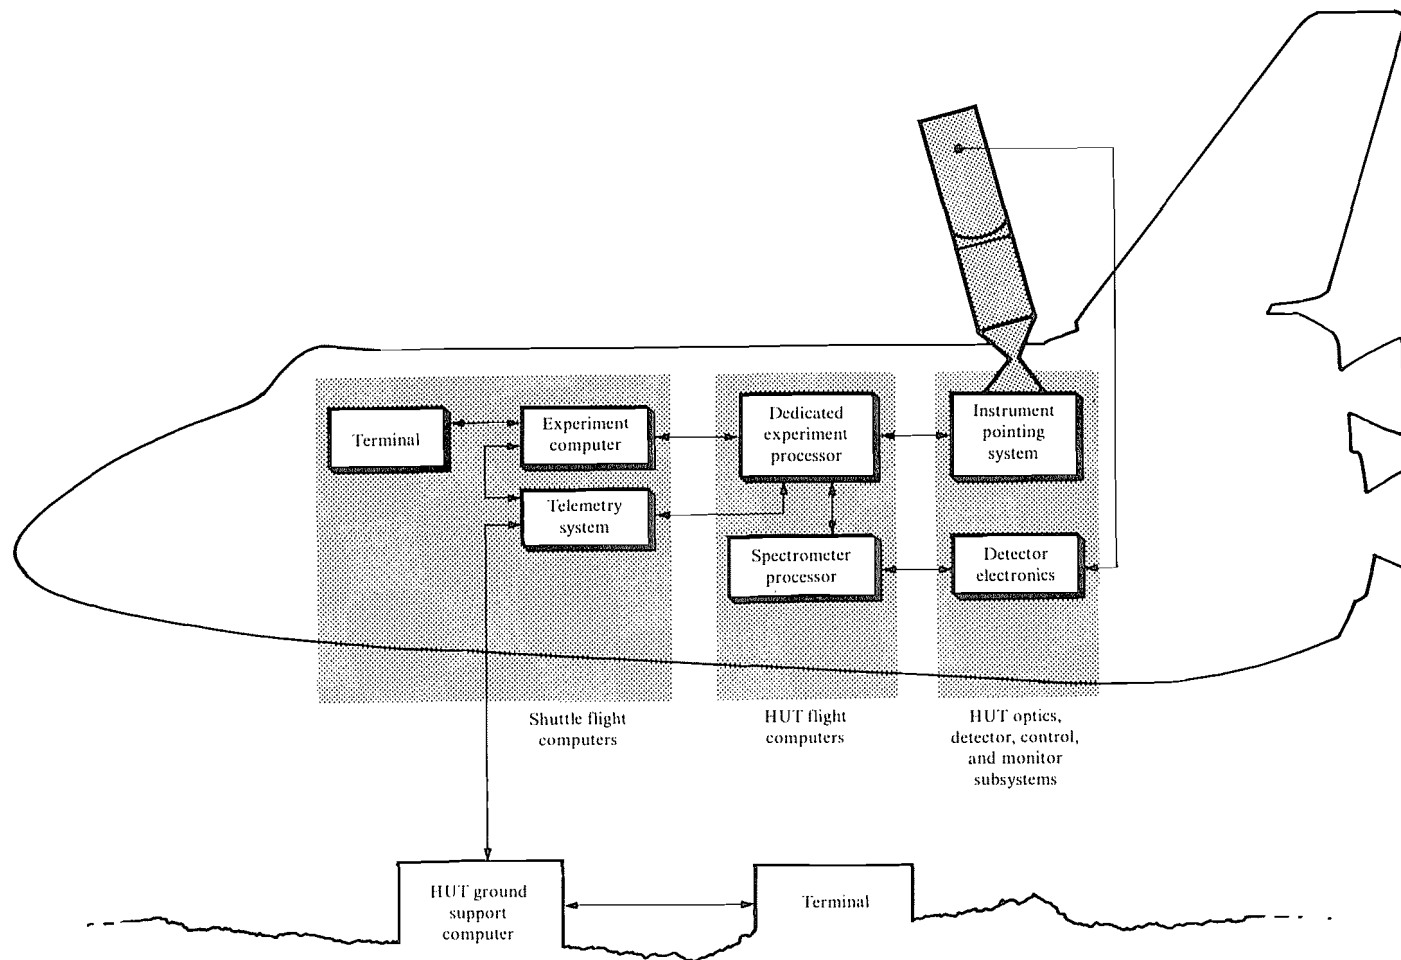 Terminal
Experiment
computer
Telemetry
system
Dedicated
experiment
processor
Spectrometer
processor
Instrument
pointing
system
Detector
electronics
Shuttle flight
computers
HUT flight
computers
HUT optics,
detector, control,
and monitor
subsystems
HUT ground
support
computer
Terminal